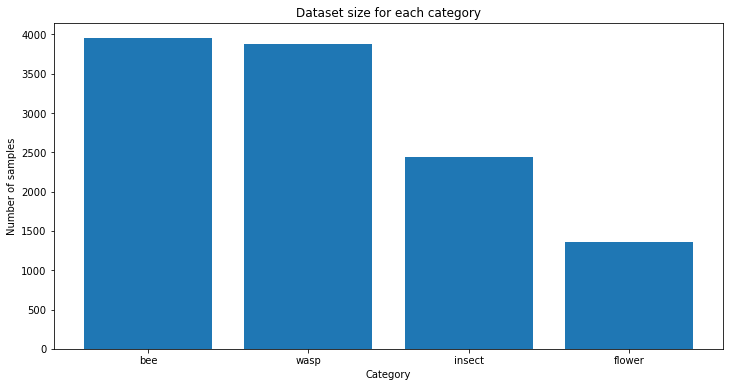 Dataset size for each category
4000
3500
3000
2500
2000
1500
1000
500
0
Number of samples
bee wasp insect flower
Category